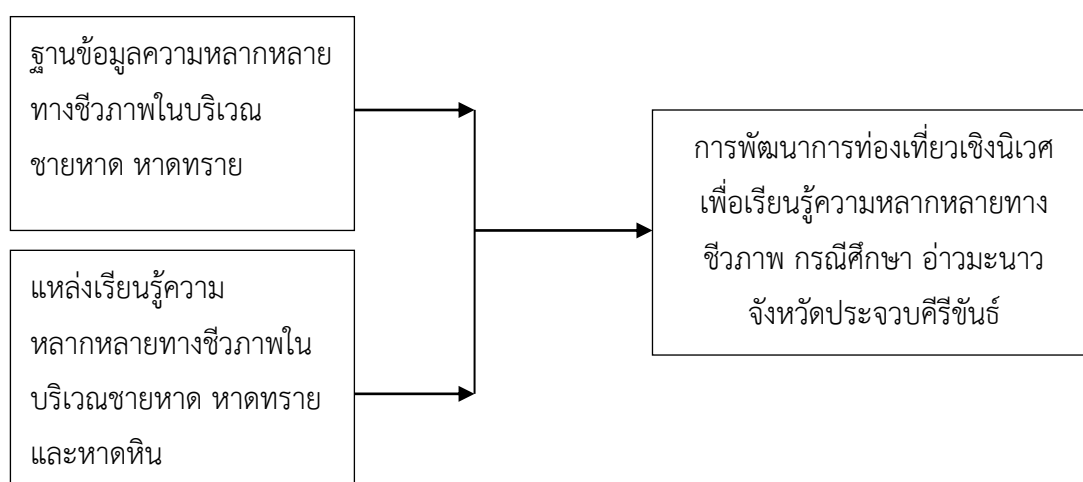 ฐานข้อมูลความหลากหลาย
ทางชีวภาพในบริเวณ
ชายหาด หาดทราย
แหล่งเรียนรู้ความ
หลากหลายทางชีวภาพใน
บริเวณชายหาด หาดทราย
และหาดหิน
การพัฒนาการท่องเที่ยวเชิงนิเวศ
เพื่อเรียนรู้ความหลากหลายทาง
ชีวภาพ กรณีศึกษา อ่าวมะนาว
จังหวัดประจวบคีรีขันธ์